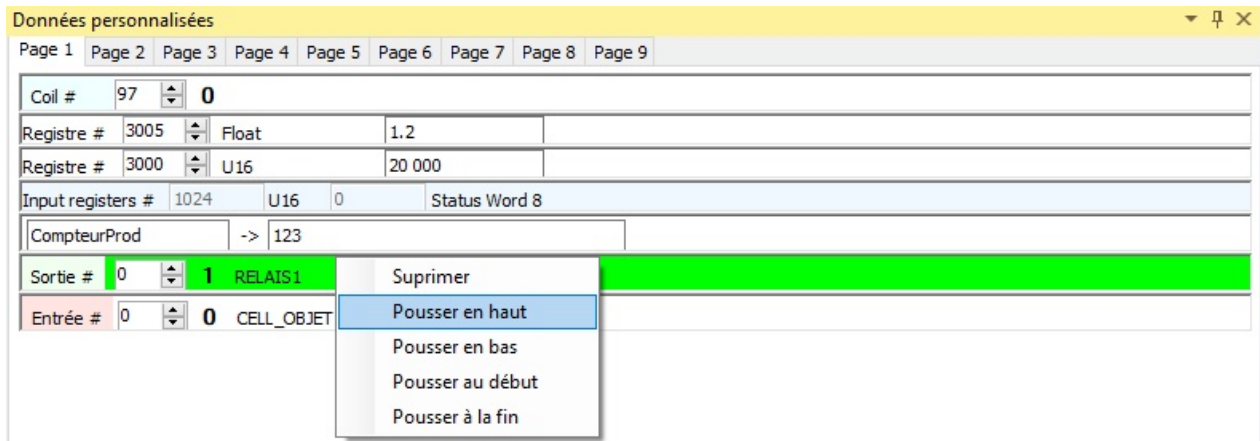 Données personnalisées
Page 1 Page 2 Page 3 Page 4 Page 5 Page 6 Page 7 Page 8 Page 9
Coil # 97 0
Registre # 3005 Float 1.2
Registre # 3000 U16 20 000
Input registers # 1024 U16 0 Status Word 8
CompteurProd -> 123
Sortie # 0 1 RELAIS1
Entrée # 0 0 CELL_OBJET
Suprimer
Pousser en haut
Pousser en bas
Pousser au début
Pousser à la fin